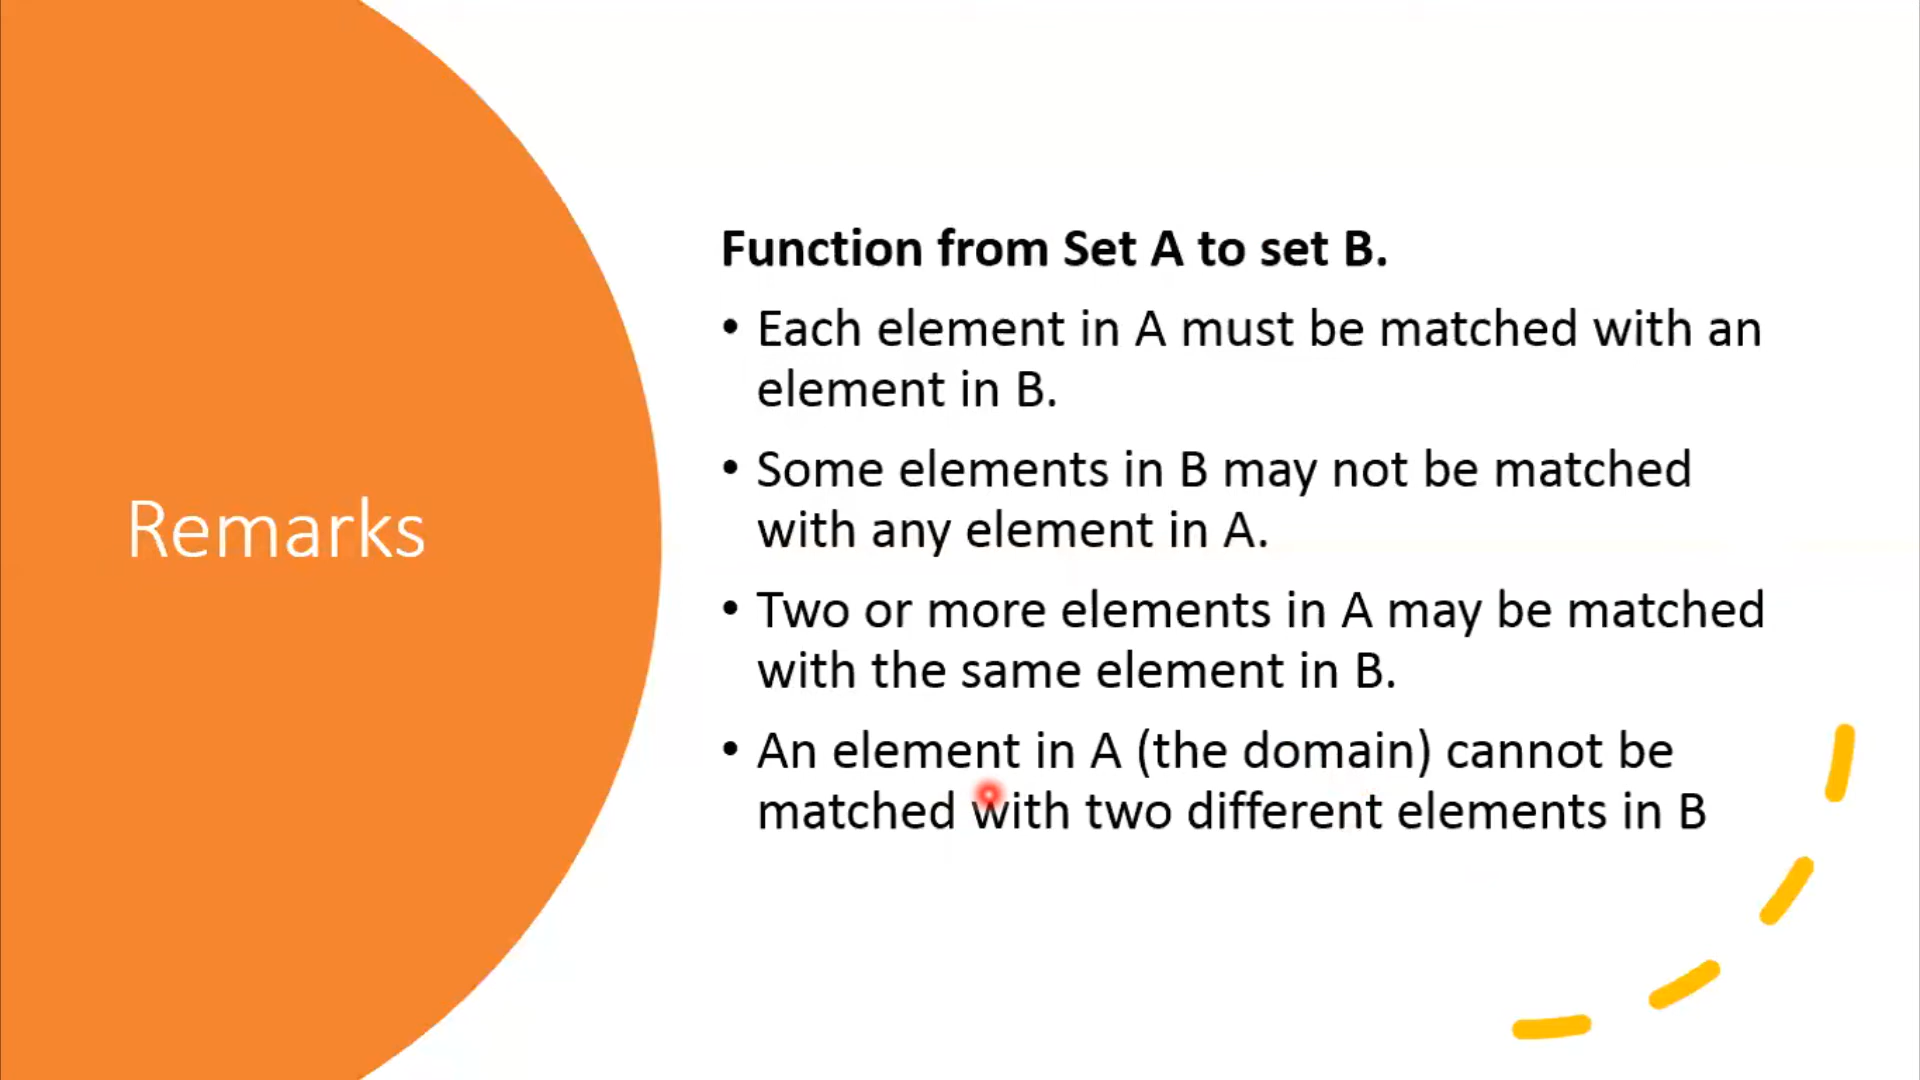 Remarks
Function from Set A to set B.
• Each element in A must be matched with an
element in B.
• Some elements in B may not be matched
with any element in A.
• Two or more elements in A may be matched
with the same element in B.
• An element in A (the domain) cannot be
matched with two different elements in B